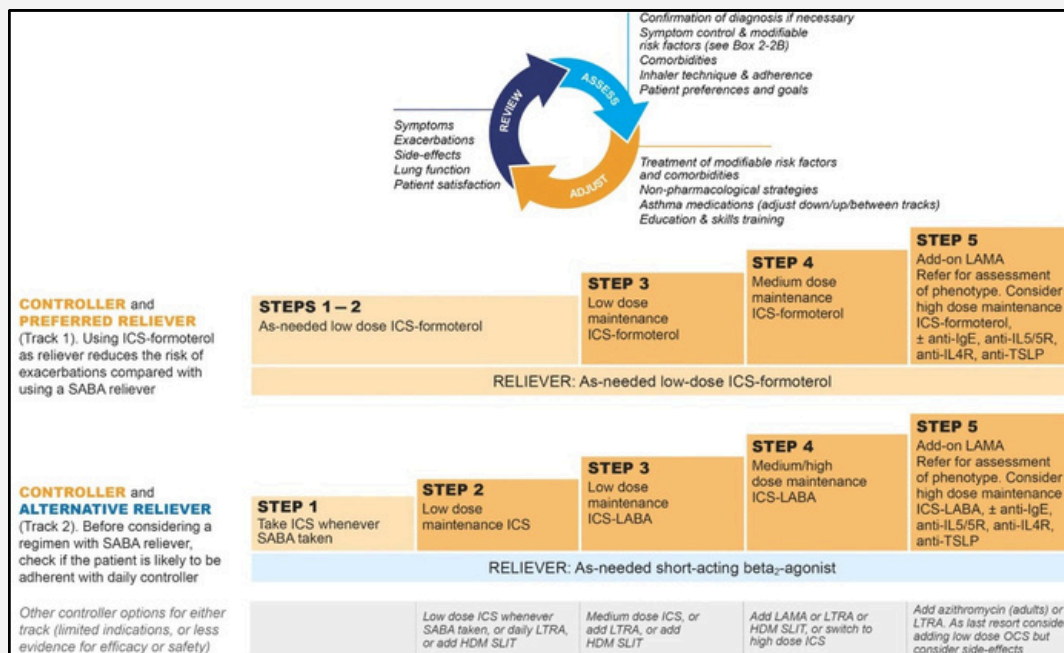 Confirmation of diagnosis if necessary
Symptom control & modifiable
risk factors (see Box 2-2B)
Comorbidities
Inhaler technique & adherence
Patient preferences and goals
ASSESS
REVIEW
ADJUST
Symptoms
Exacerbations
Side-effects
Lung function
Patient satisfaction
Treatment of modifiable risk factors
and comorbidities
Non-pharmacological strategies
Asthma medications (adjust down/up/between tracks)
Education & skills training
CONTROLLER and
PREFERRED RELIEVER
(Track 1). Using ICS-formoterol
as reliever reduces the risk of
exacerbations compared with
using a SABA reliever
STEPS 1 – 2
As-needed low dose ICS-formoterol
STEP 3
Low dose
maintenance
ICS-formoterol
STEP 4
Medium dose
maintenance
ICS-formoterol
STEP 5
Add-on LAMA
Refer for assessment
of phenotype. Consider
high dose maintenance
ICS-formoterol,
± anti-IgE, anti-IL5/5R,
anti-IL4R, anti-TSLP
RELIEVER: As-needed low-dose ICS-formoterol
CONTROLLER and
ALTERNATIVE RELIEVER
(Track 2). Before considering a
regimen with SABA reliever,
check if the patient is likely to be
adherent with daily controller
STEP 1
Take ICS whenever
SABA taken
STEP 2
Low dose
maintenance ICS
STEP 3
Low dose
maintenance
ICS-LABA
STEP 4
Medium/high
dose maintenance
ICS-LABA
STEP 5
Add-on LAMA
Refer for assessment
of phenotype. Consider
high dose maintenance
ICS-LABA, ± anti-IgE,
anti-IL5/5R, anti-IL4R,
anti-TSLP
RELIEVER: As-needed short-acting beta₂-agonist
Other controller options for either
track (limited indications, or less
evidence for efficacy or safety)
Low dose ICS whenever
SABA taken, or daily LTRA,
or add HDM SLIT
Medium dose ICS, or
add LTRA, or add
HDM SLIT
Add LAMA or LTRA or
HDM SLIT, or switch to
high dose ICS
Add azithromycin (adults) or
LTRA. As last resort consider
adding low dose OCS but
consider side-effects